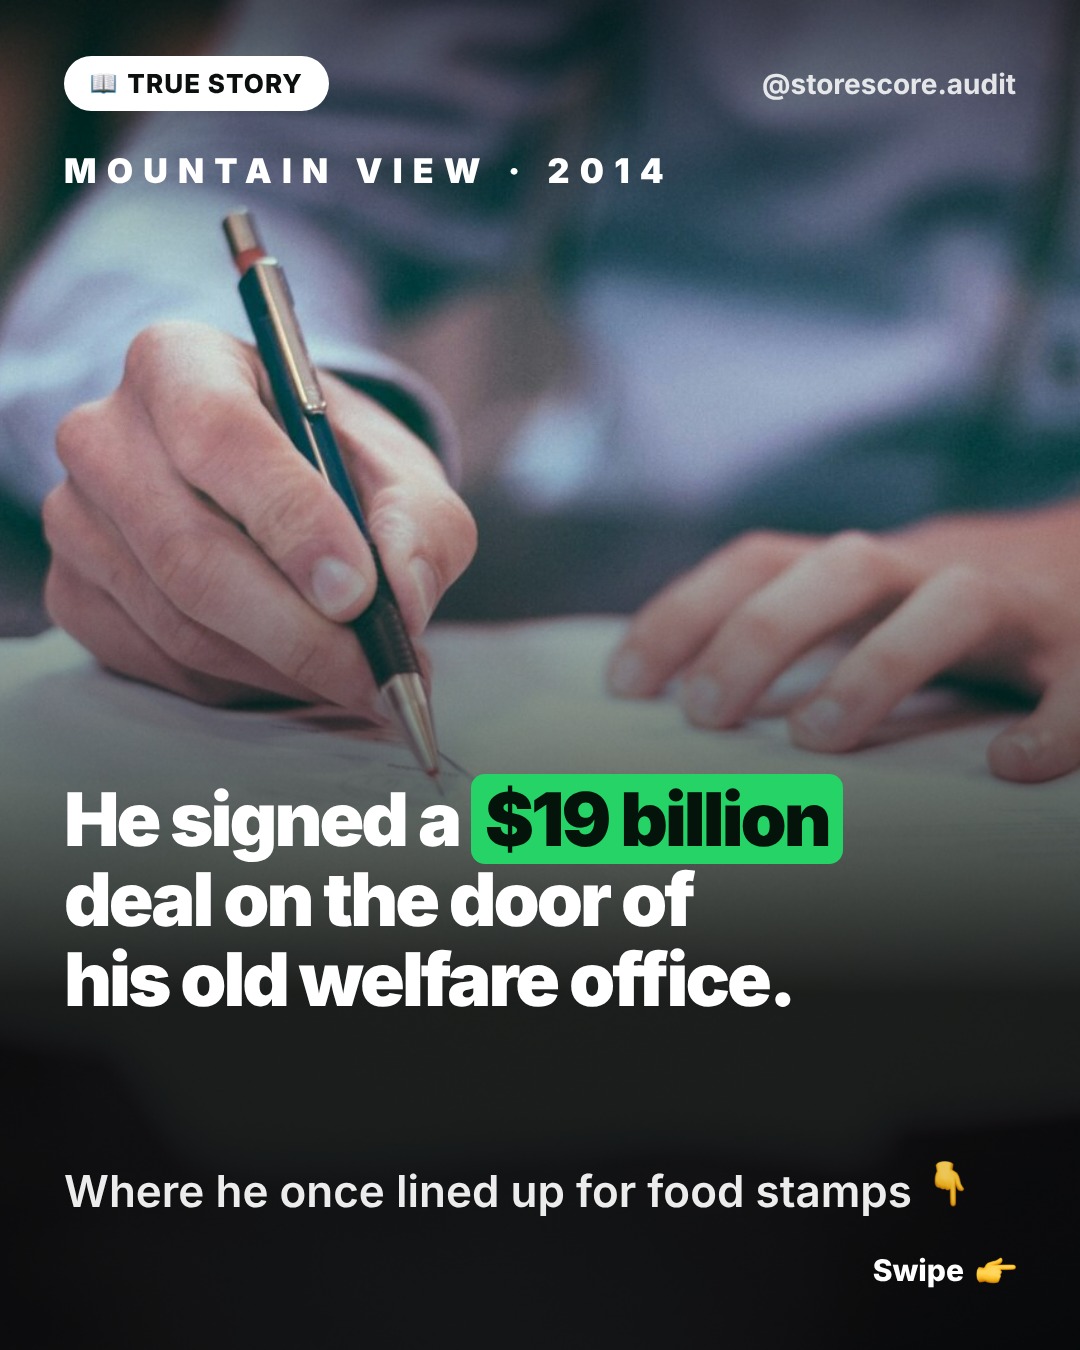 📖 TRUE STORY
@storescore.audit
MOUNTAIN VIEW · 2014
He signed a $19 billion
deal on the door of
his old welfare office.
Where he once lined up for food stamps 👇
Swipe 👉